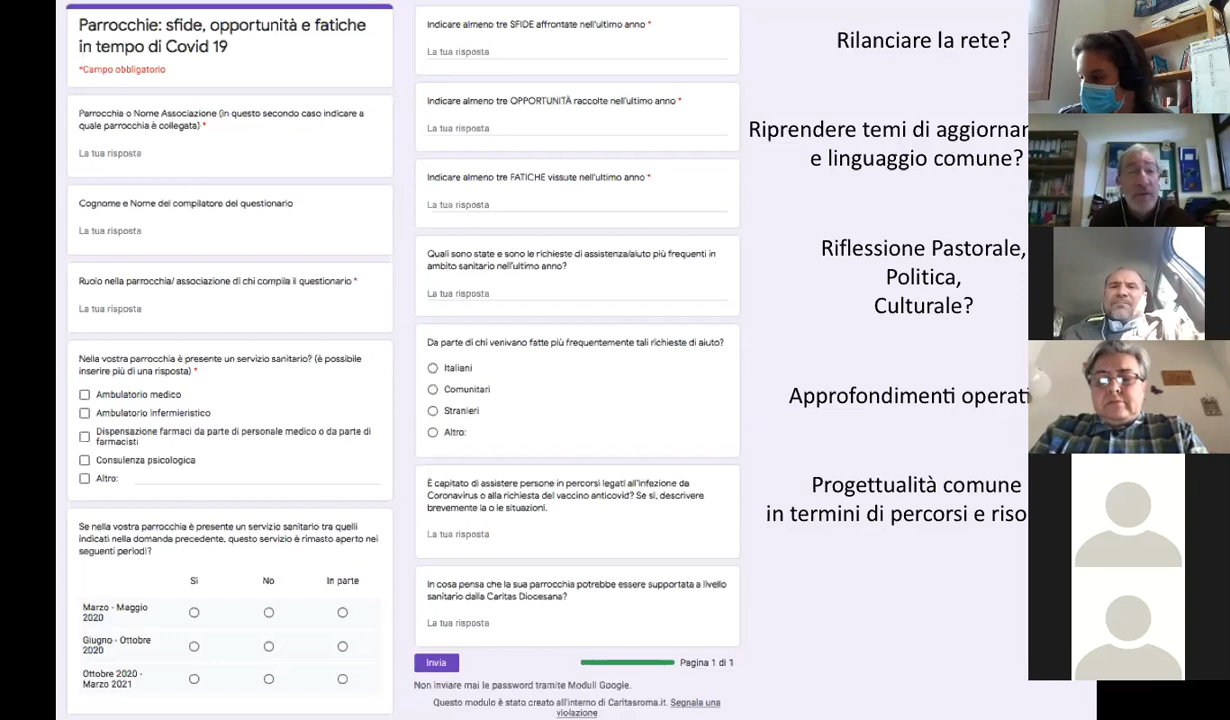 Parrocchie: sfide, opportunità e fatiche
in tempo di Covid 19
*Campo obbligatorio
Parrocchia o Nome Associazione (in questo secondo caso indicare a
quale parrocchia è collegata) *
La tua risposta
Cognome e Nome del compilatore del questionario
La tua risposta
Ruolo nella parrocchia/ associazione di chi compila il questionario *
La tua risposta
Nella vostra parrocchia è presente un servizio sanitario? (è possibile
inserire più di una risposta) *
Ambulatorio medico
Ambulatorio infermieristico
Dispensazione farmaci da parte di personale medico o da parte di
farmacisti
Consulenza psicologica
Altro:
Se nella vostra parrocchia è presente un servizio sanitario tra quelli
indicati nella domanda precedente, questo servizio è rimasto aperto nei
seguenti periodi?
Sì No In parte
Marzo - Maggio
2020
Giugno - Ottobre
2020
Ottobre 2020 -
Marzo 2021
Indicare almeno tre SFIDE affrontate nell'ultimo anno *
La tua risposta
Indicare almeno tre OPPORTUNITÀ raccolte nell'ultimo anno *
La tua risposta
Indicare almeno tre FATICHE vissute nell'ultimo anno *
La tua risposta
Quali sono state e sono le richieste di assistenza/aiuto più frequenti in
ambito sanitario nell'ultimo anno?
La tua risposta
Da parte di chi venivano fatte più frequentemente tali richieste di aiuto?
Italiani
Comunitari
Stranieri
Altro:
È capitato di assistere persone in percorsi legati all'infezione da
Coronavirus o alla richiesta del vaccino anticovid? Se si, descrivere
brevemente la o le situazioni.
La tua risposta
In cosa pensa che la sua parrocchia potrebbe essere supportata a livello
sanitario dalla Caritas Diocesana?
La tua risposta
Invia
Pagina 1 di 1
Non inviare mai le password tramite Moduli Google.
Questo modulo è stato creato all'interno di Caritasroma.it. Segnala una
violazione
Rilanciare la rete?
Riprendere temi di aggiornar
e linguaggio comune?
Riflessione Pastorale,
Politica,
Culturale?
Approfondimenti operati
Progettualità comune
in termini di percorsi e riso